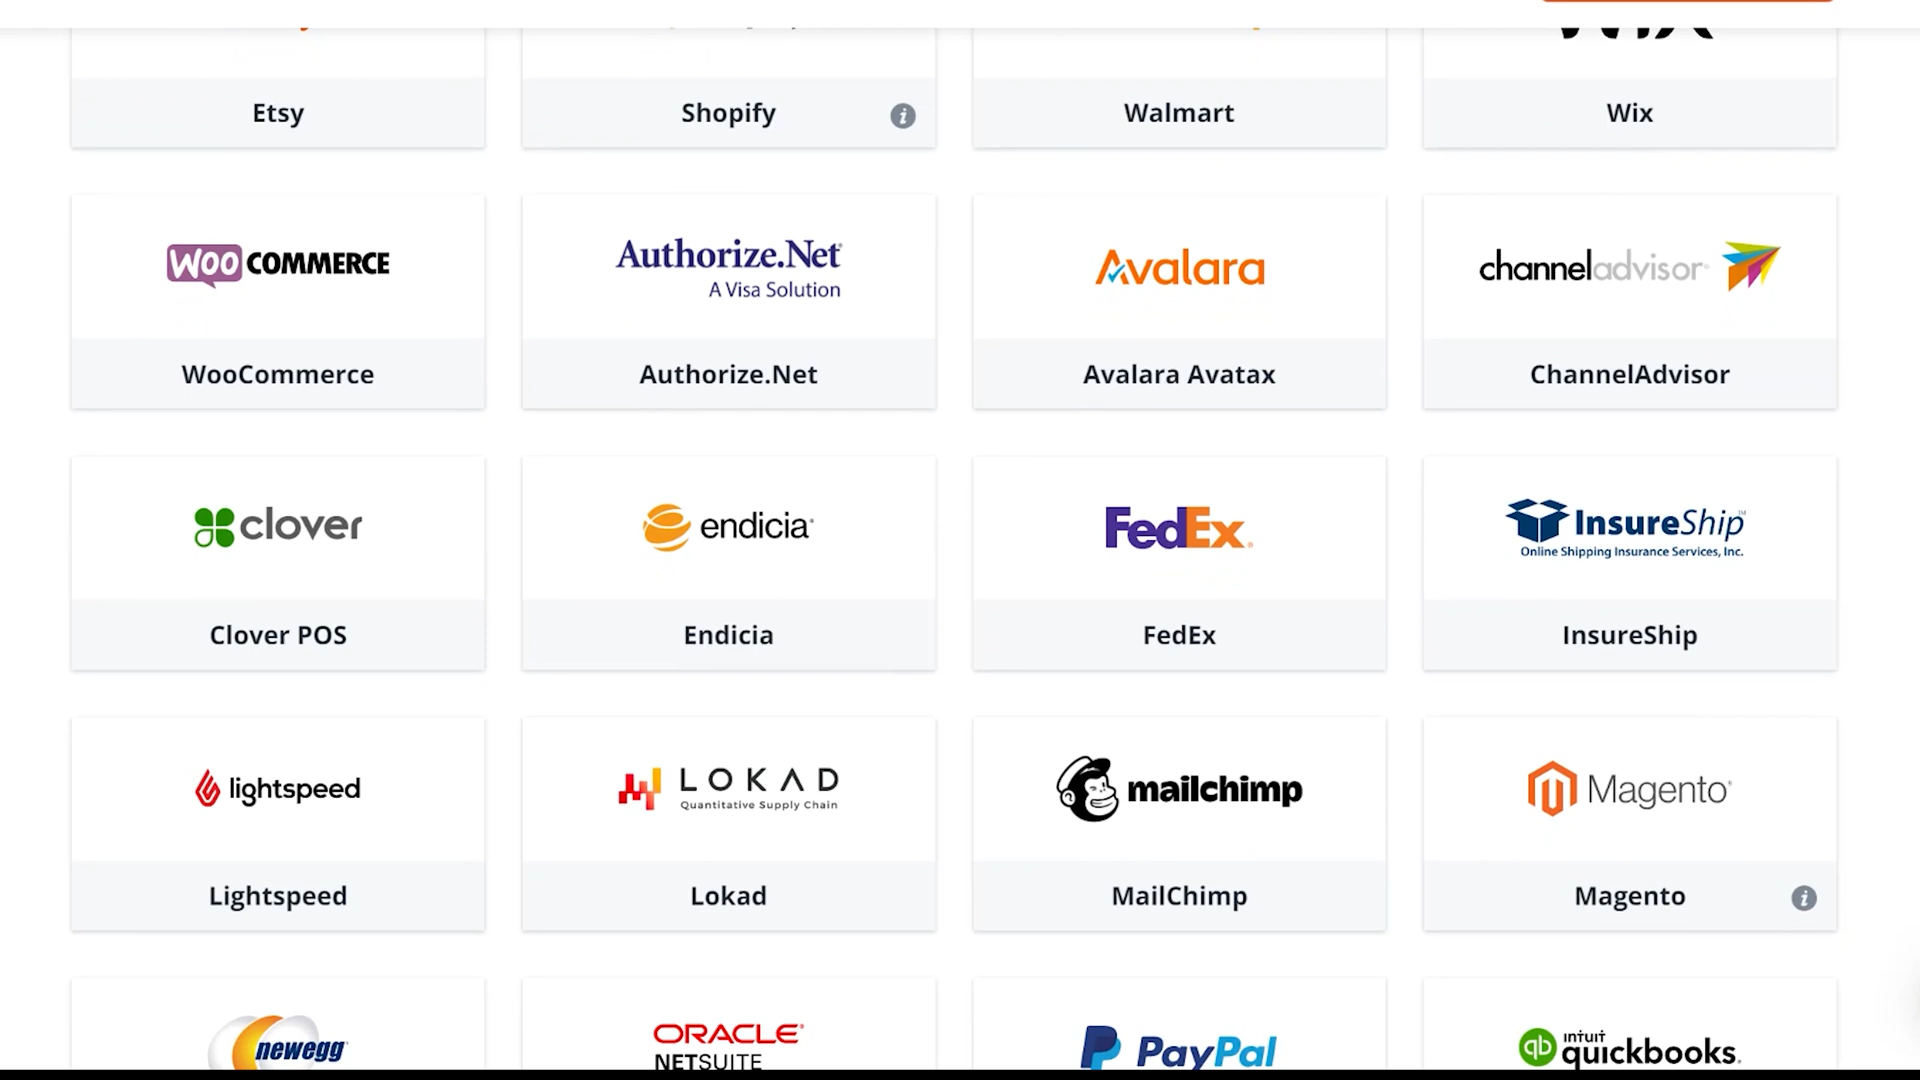 Etsy
Shopify
Walmart
Wix
WOO COMMERCE
Authorize.Net
A Visa Solution
Avalara
channeladvisor
WooCommerce
Authorize.Net
Avalara Avatax
ChannelAdvisor
clover
endicia
FedEx
InsureShip™
Online Shipping Insurance Services, Inc.
Clover POS
Endicia
FedEx
InsureShip
lightspeed
LOKAD
Quantitative Supply Chain
mailchimp
Magento
Lightspeed
Lokad
MailChimp
Magento
newegg
ORACLE
NETSUITE
PayPal
qb
intuit
quickbooks.